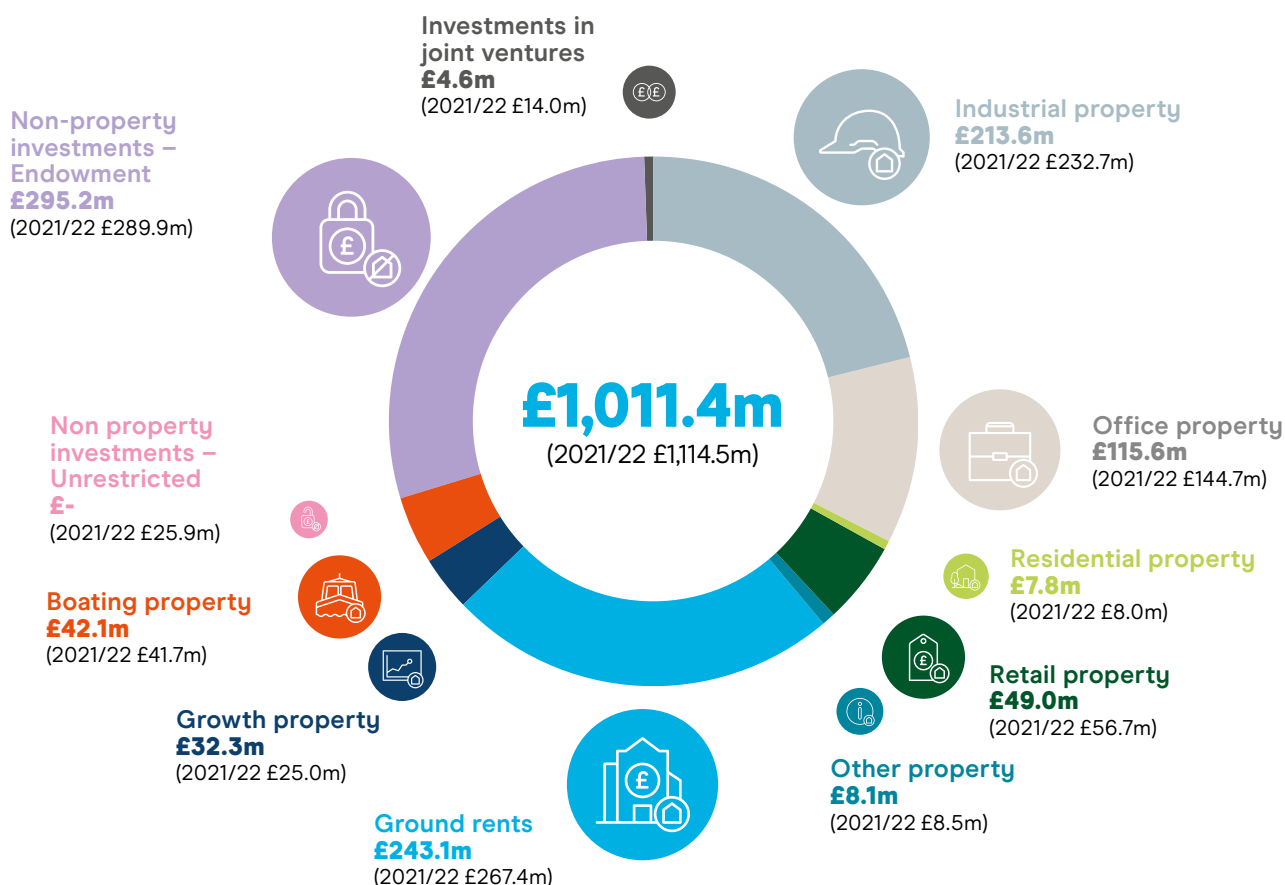 Investments in
joint ventures
£4.6m
(2021/22 £14.0m)
££
Industrial property
£213.6m
(2021/22 £232.7m)
Non-property
investments –
Endowment
£295.2m
(2021/22 £289.9m)
£
£1,011.4m
(2021/22 £1,114.5m)
Office property
£115.6m
(2021/22 £144.7m)
Non property
investments –
Unrestricted
£-
(2021/22 £25.9m)
£
Residential property
£7.8m
(2021/22 £8.0m)
Boating property
£42.1m
(2021/22 £41.7m)
Retail property
£49.0m
(2021/22 £56.7m)
£
Growth property
£32.3m
(2021/22 £25.0m)
Other property
£8.1m
(2021/22 £8.5m)
i
£
Ground rents
£243.1m
(2021/22 £267.4m)